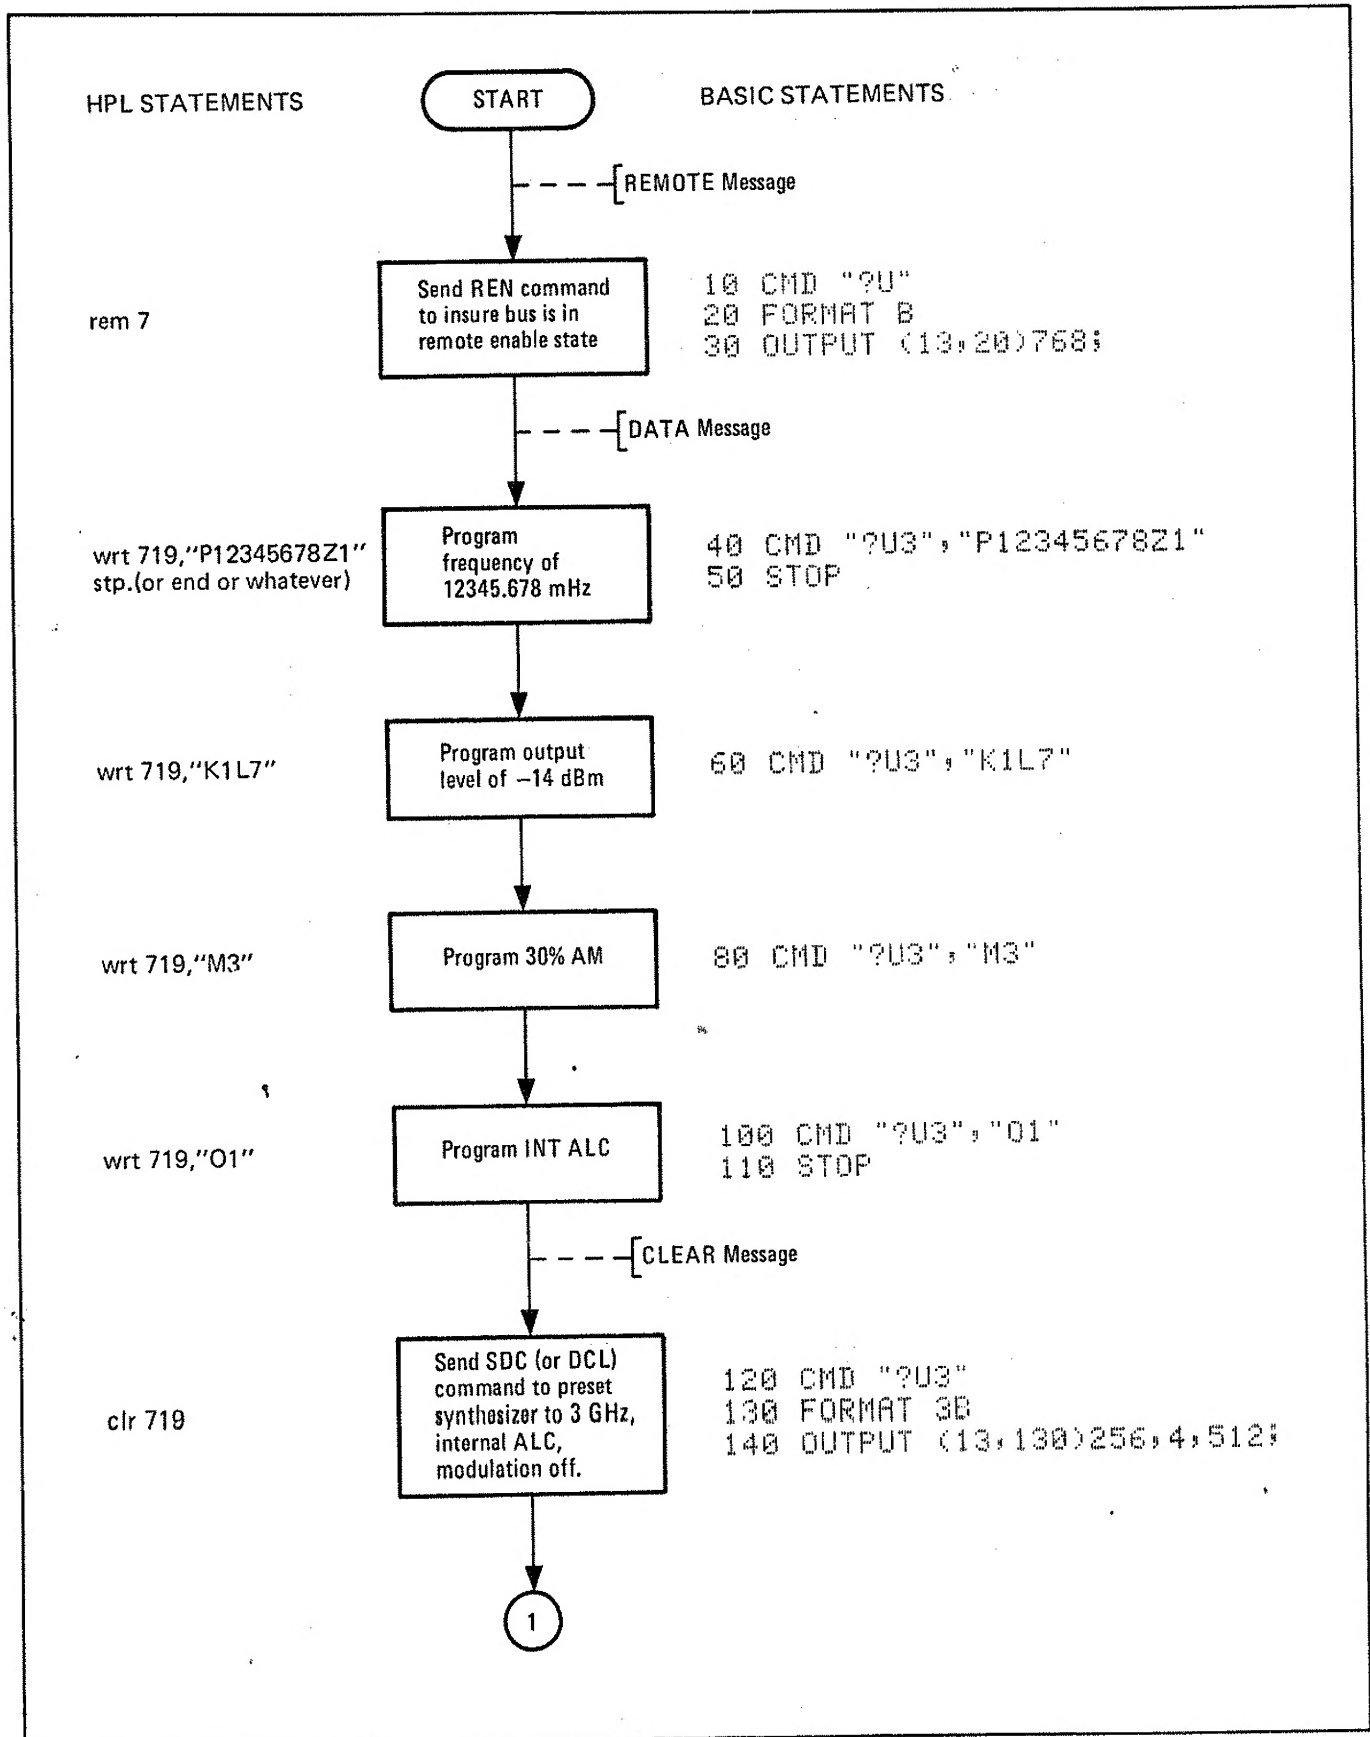 HPL STATEMENTS
START
BASIC STATEMENTS
REMOTE Message
rem 7
Send REN command
to insure bus is in
remote enable state
10 CMD "?U"
20 FORMAT B
30 OUTPUT (13,20)768;
DATA Message
wrt 719,"P12345678Z1"
stp.(or end or whatever)
Program
frequency of
12345.678 mHz
40 CMD "?U3","P12345678Z1"
50 STOP
wrt 719,"K1L7"
Program output
level of –14 dBm
60 CMD "?U3","K1L7"
wrt 719,"M3"
Program 30% AM
80 CMD "?U3","M3"
wrt 719,"O1"
Program INT ALC
100 CMD "?U3","O1"
110 STOP
CLEAR Message
clr 719
Send SDC (or DCL)
command to preset
synthesizer to 3 GHz,
internal ALC,
modulation off.
120 CMD "?U3"
130 FORMAT 3B
140 OUTPUT (13,130)256,4,512;
1